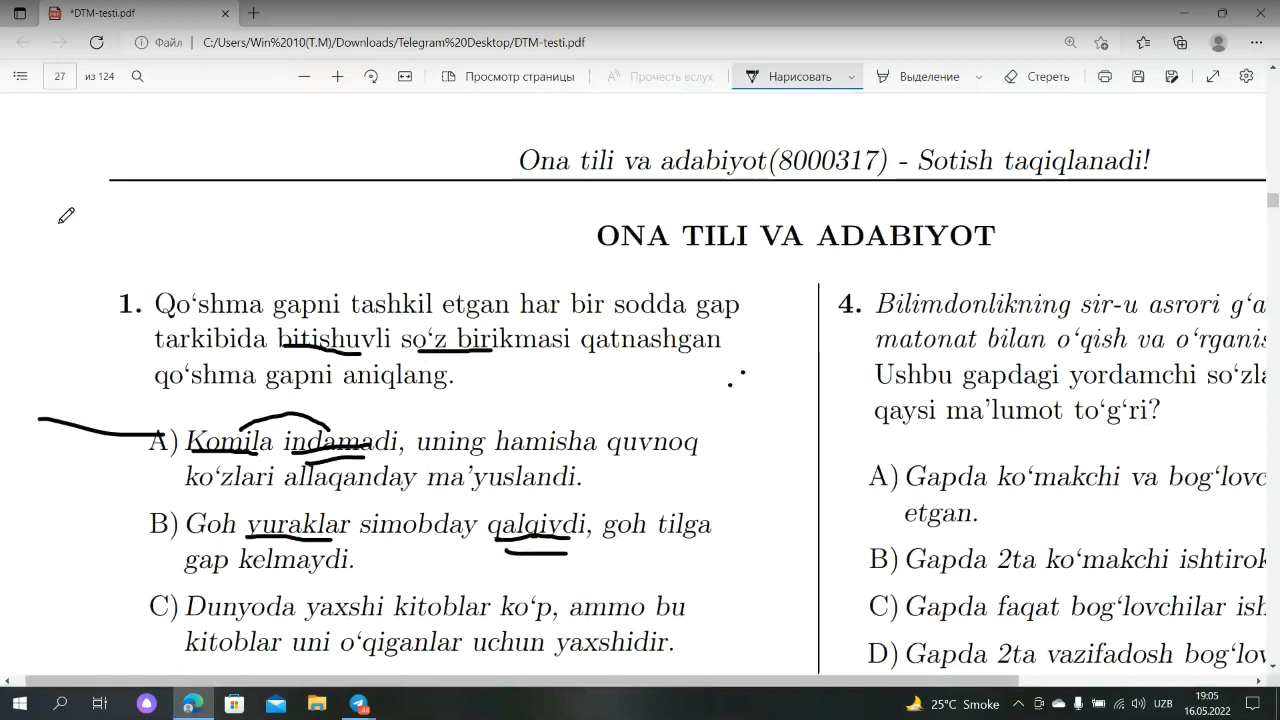 *DTM-testi.pdf
Файл
C:/Users/Win%2010(T.M)/Downloads/Telegram%20Desktop/DTM-testi.pdf
27 из 124
Просмотр страницы
Прочесть вслух
Нарисовать
Выделение
Стереть
Ona tili va adabiyot(8000317) - Sotish taqiqlanadi!
ONA TILI VA ADABIYOT
1. Qo‘shma gapni tashkil etgan har bir sodda gap
tarkibida bitishuvli so‘z birikmasi qatnashgan
qo‘shma gapni aniqlang.
A) Komila indamadi, uning hamisha quvnoq
ko‘zlari allaqanday ma’yuslandi.
B) Goh yuraklar simobday qalqiydi, goh tilga
gap kelmaydi.
C) Dunyoda yaxshi kitoblar ko‘p, ammo bu
kitoblar uni o‘qiganlar uchun yaxshidir.
4. Bilimdonlikning sir-u asrori g‘a
matonat bilan o‘qish va o‘rganis
Ushbu gapdagi yordamchi so‘zla
qaysi ma’lumot to‘g‘ri?
A) Gapda ko‘makchi va bog‘lovc
etgan.
B) Gapda 2ta ko‘makchi ishtirok
C) Gapda faqat bog‘lovchilar ish
D) Gapda 2ta vazifadosh bog‘lov
25°C Smoke
UZB
19:05
16.05.2022